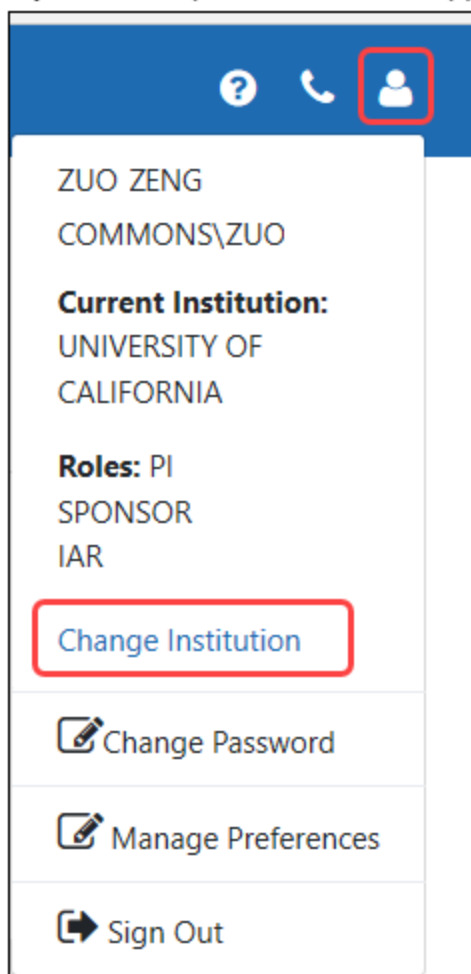 ZUO ZENG
COMMONS\ZUO
Current Institution:
UNIVERSITY OF
CALIFORNIA
Roles: PI
SPONSOR
IAR
Change Institution
Change Password
Manage Preferences
Sign Out